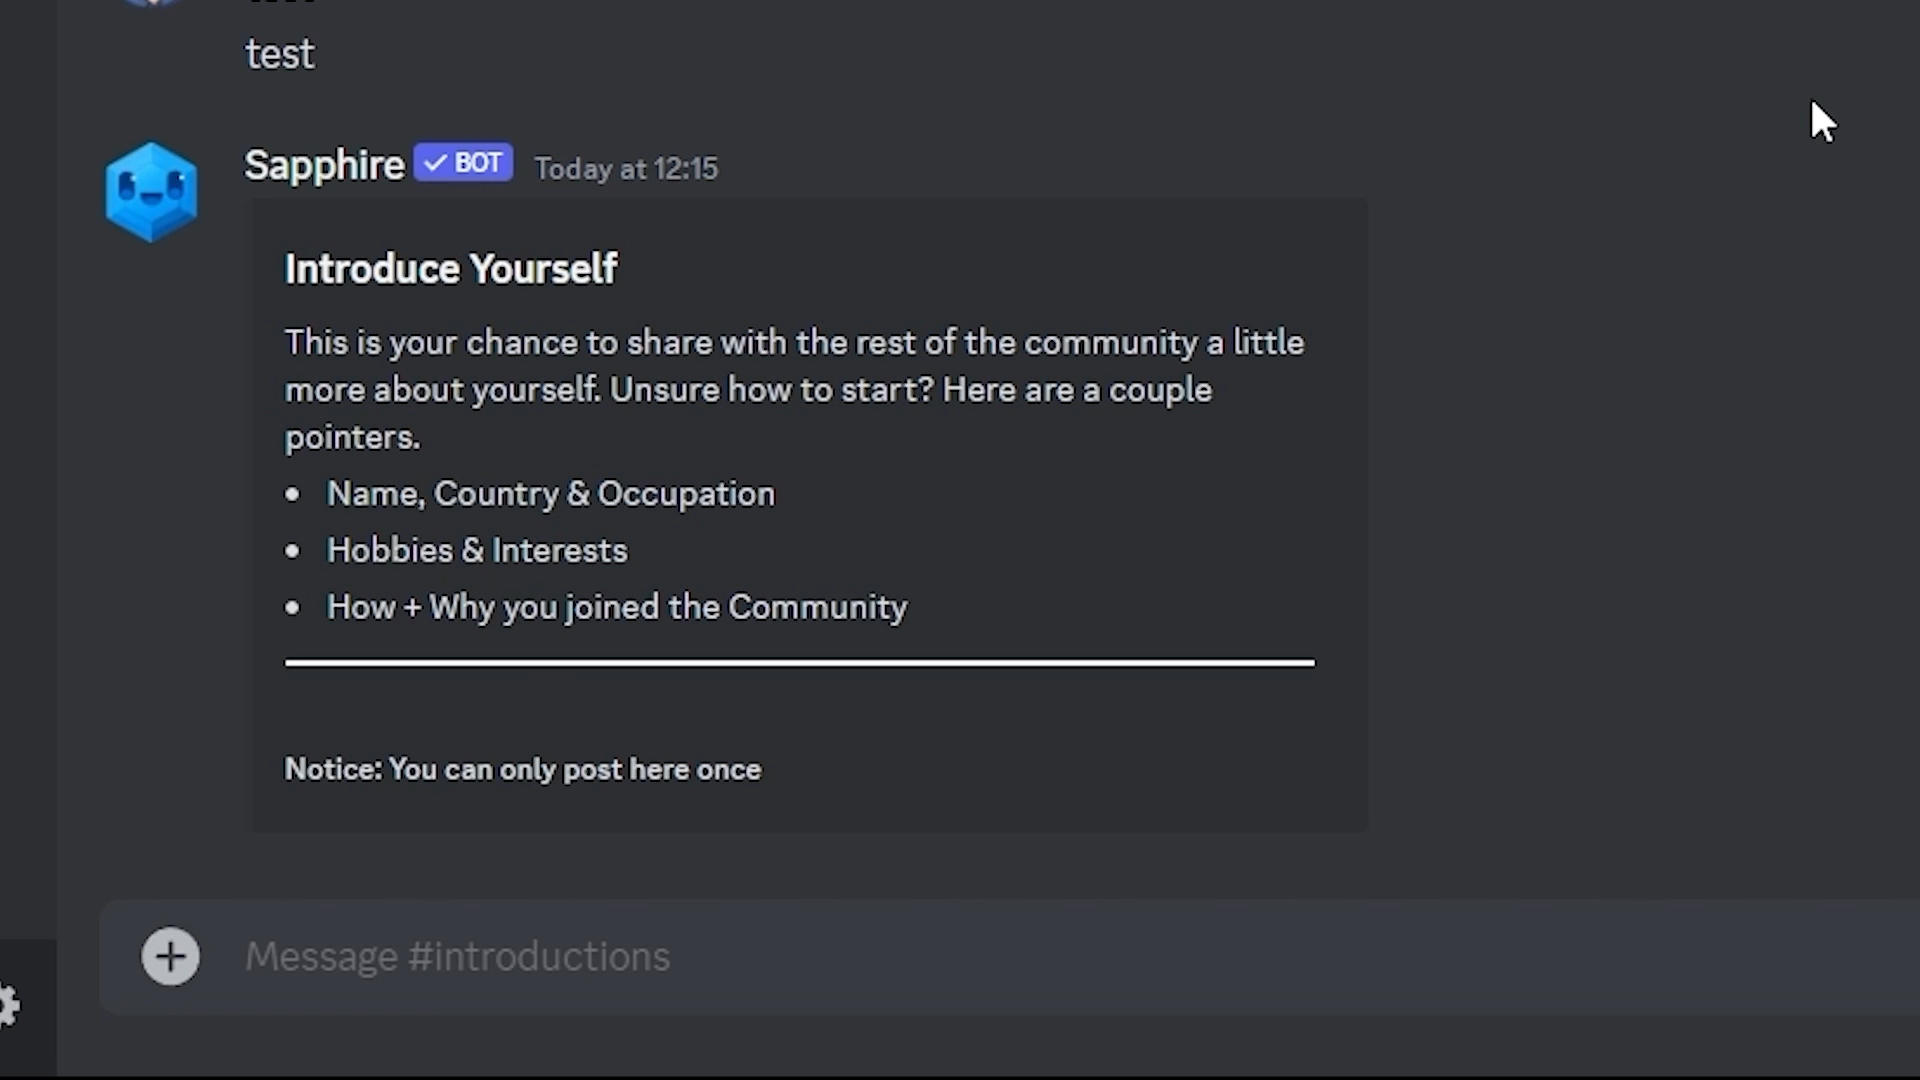 test
Sapphire ✓ BOT Today at 12:15
Introduce Yourself
This is your chance to share with the rest of the community a little
more about yourself. Unsure how to start? Here are a couple
pointers.
• Name, Country & Occupation
• Hobbies & Interests
• How + Why you joined the Community
Notice: You can only post here once
Message #introductions